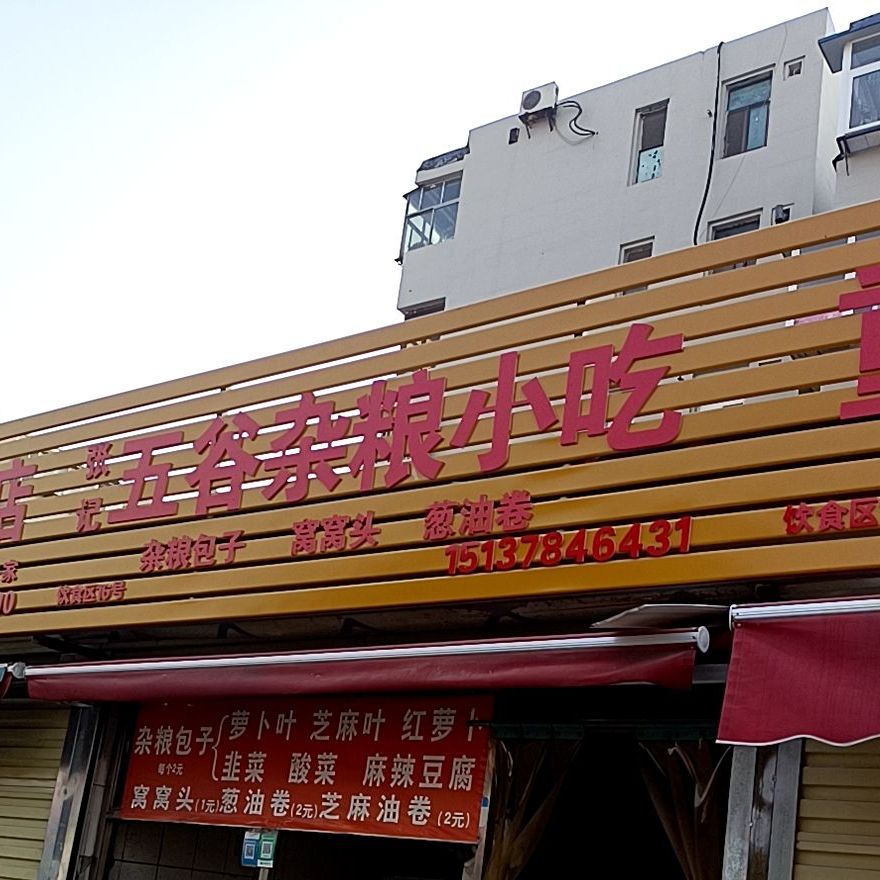 店
张记
五谷杂粮小吃
杂粮包子 窝窝头 葱油卷
15137846431
饮食区76号
家
饮食区
杂粮包子 萝卜叶 芝麻叶 红萝卜
每个2元 韭菜 酸菜 麻辣豆腐
窝窝头(1元)葱油卷(2元)芝麻油卷(2元)